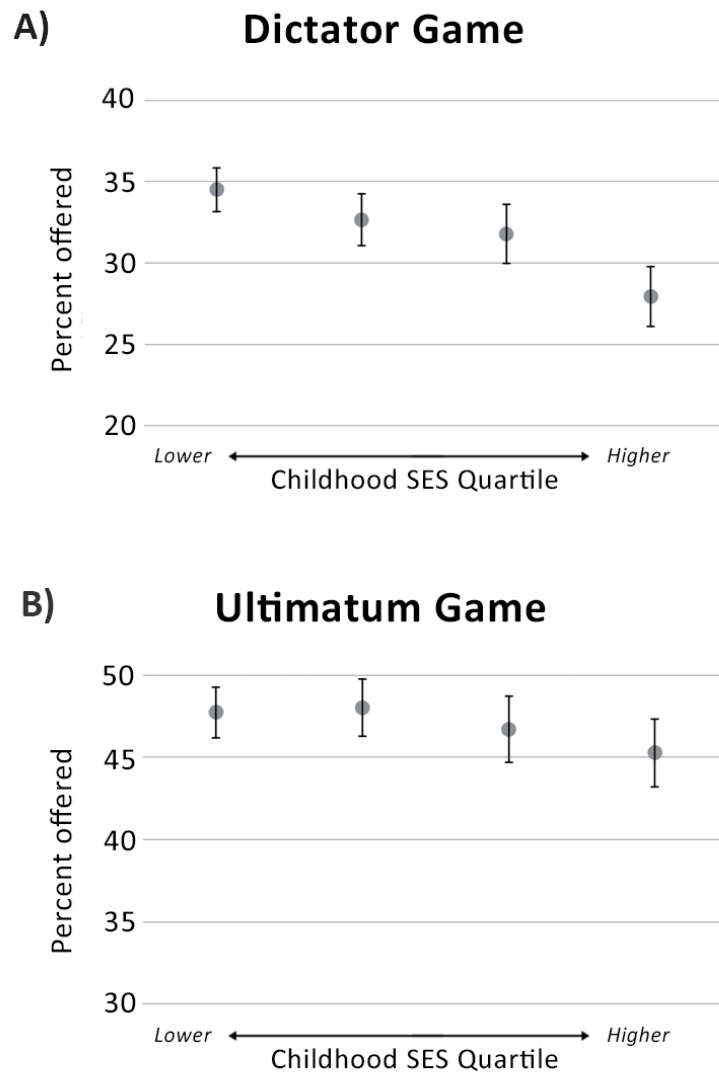 A)
Dictator Game
Percent offered
40
35
30
25
20
Lower Higher
Childhood SES Quartile
B)
Ultimatum Game
Percent offered
50
45
40
35
30
Lower Higher
Childhood SES Quartile